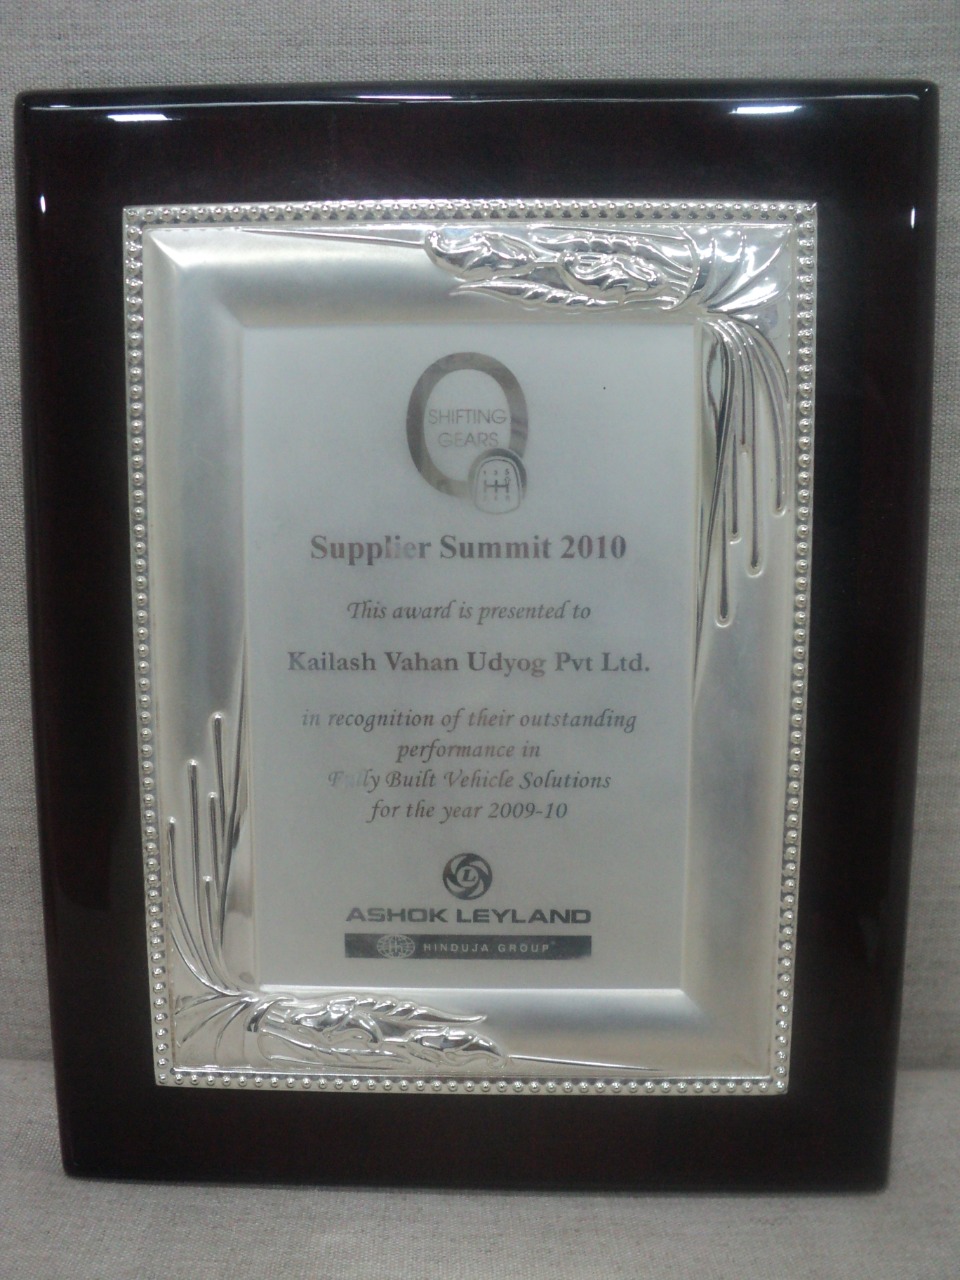 SHIFTING
GEARS
Supplier Summit 2010
This award is presented to
Kailash Vahan Udyog Pvt Ltd.
in recognition of their outstanding
performance in
Fully Built Vehicle Solutions
for the year 2009-10
L
ASHOK LEYLAND
HINDUJA GROUP